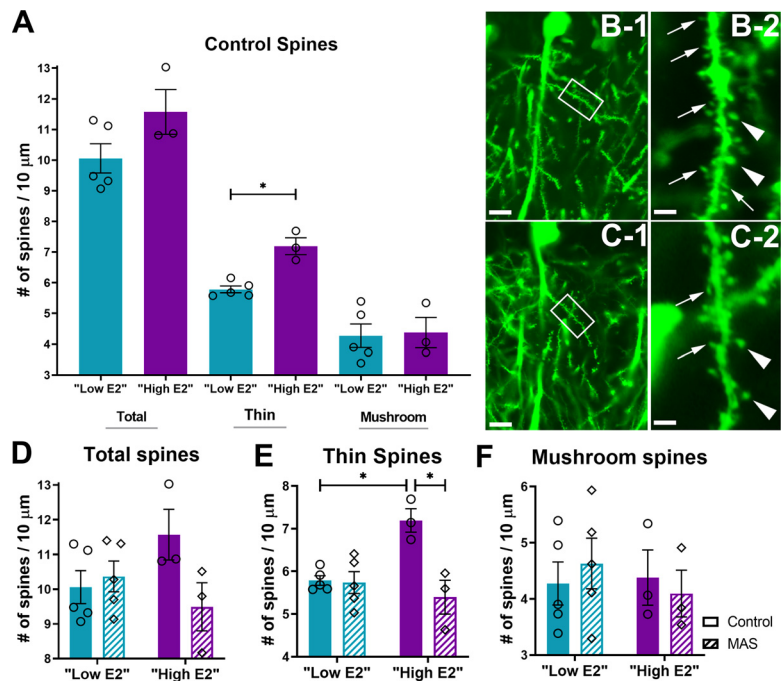 A
Control Spines
# of spines / 10 μm
13
12
11
10
9
8
7
6
5
4
3
*
"Low E2" "High E2" "Low E2" "High E2" "Low E2" "High E2"
Total Thin Mushroom
B-1 B-2
C-1 C-2
D Total spines
# of spines / 10 μm
13
12
11
10
9
8
"Low E2" "High E2"
E Thin Spines
# of spines / 10 μm
8
7
6
5
4
* *
"Low E2" "High E2"
F Mushroom spines
# of spines / 10 μm
6
5
4
3
"Low E2" "High E2"
Control
MAS